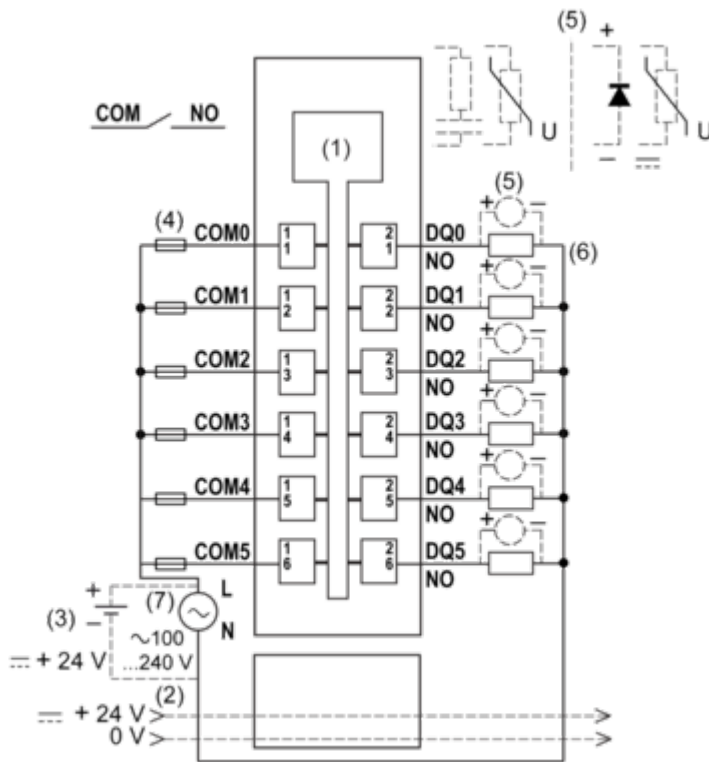 (5)
+
COM NO
(1)
U
U
−
(5)
(4) COM0 1 1 2 1 DQ0 + −
NO (6)
COM1 1 2 2 2 DQ1 + −
NO
COM2 1 3 2 3 DQ2 + −
NO
COM3 1 4 2 4 DQ3 + −
NO
COM4 1 5 2 5 DQ4 + −
NO
COM5 1 6 2 6 DQ5 + −
NO
+ (7) L
(3)
− N
~100
+ 24 V ...240 V
(2)
+ 24 V
0 V